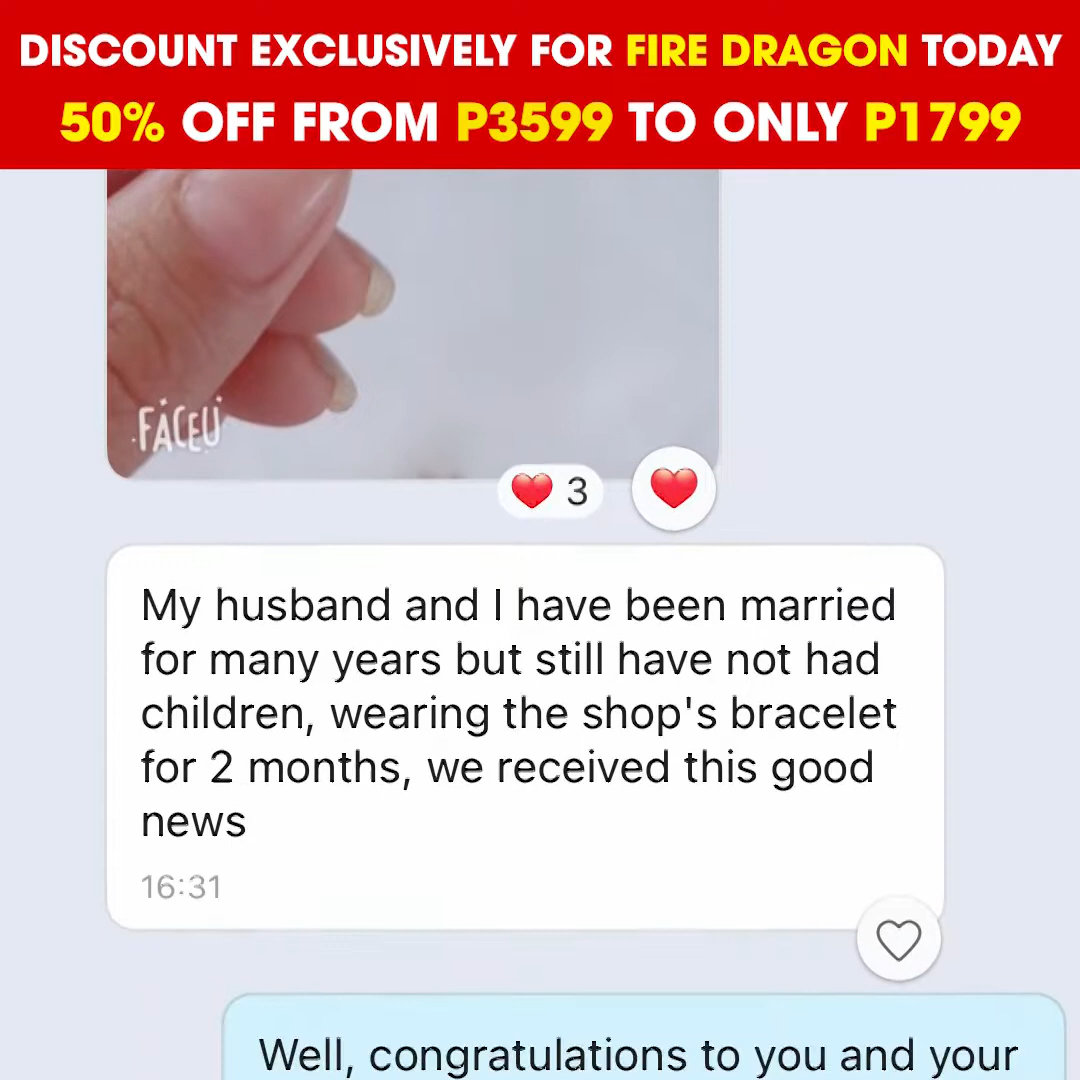 DISCOUNT EXCLUSIVELY FOR FIRE DRAGON TODAY
50% OFF FROM P3599 TO ONLY P1799
FACEU
3
My husband and I have been married
for many years but still have not had
children, wearing the shop's bracelet
for 2 months, we received this good
news
16:31
Well, congratulations to you and your